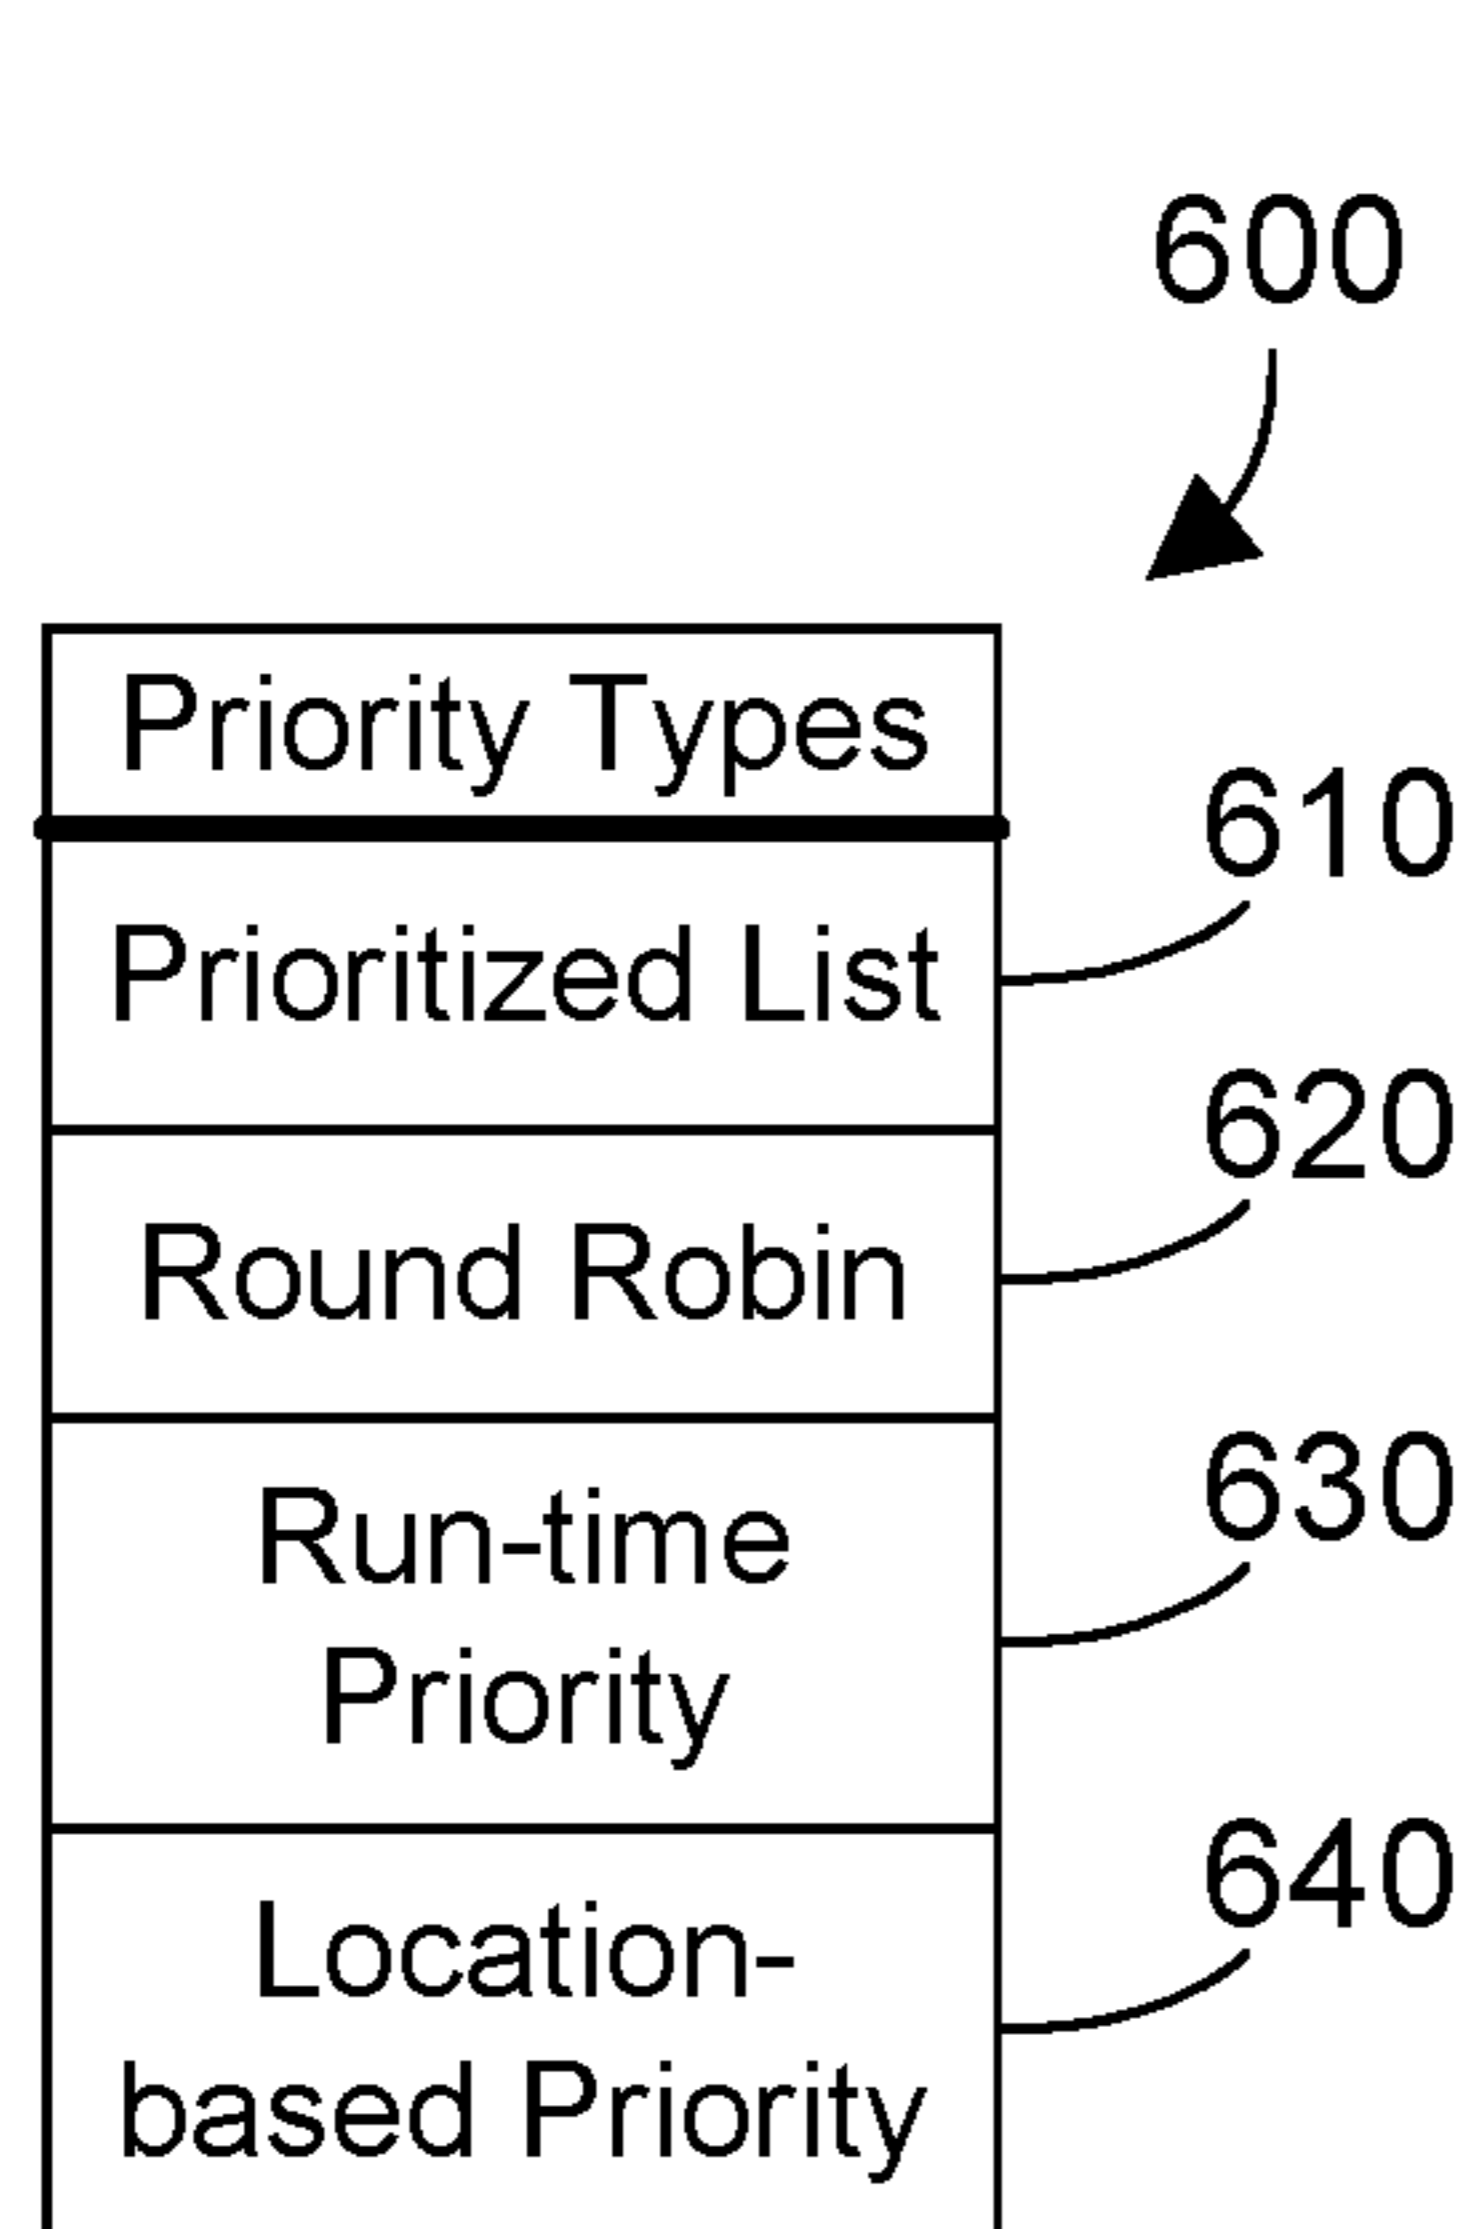 600
Priority Types
610
Prioritized List
620
Round Robin
630
Run-time
Priority
640
Location-
based Priority